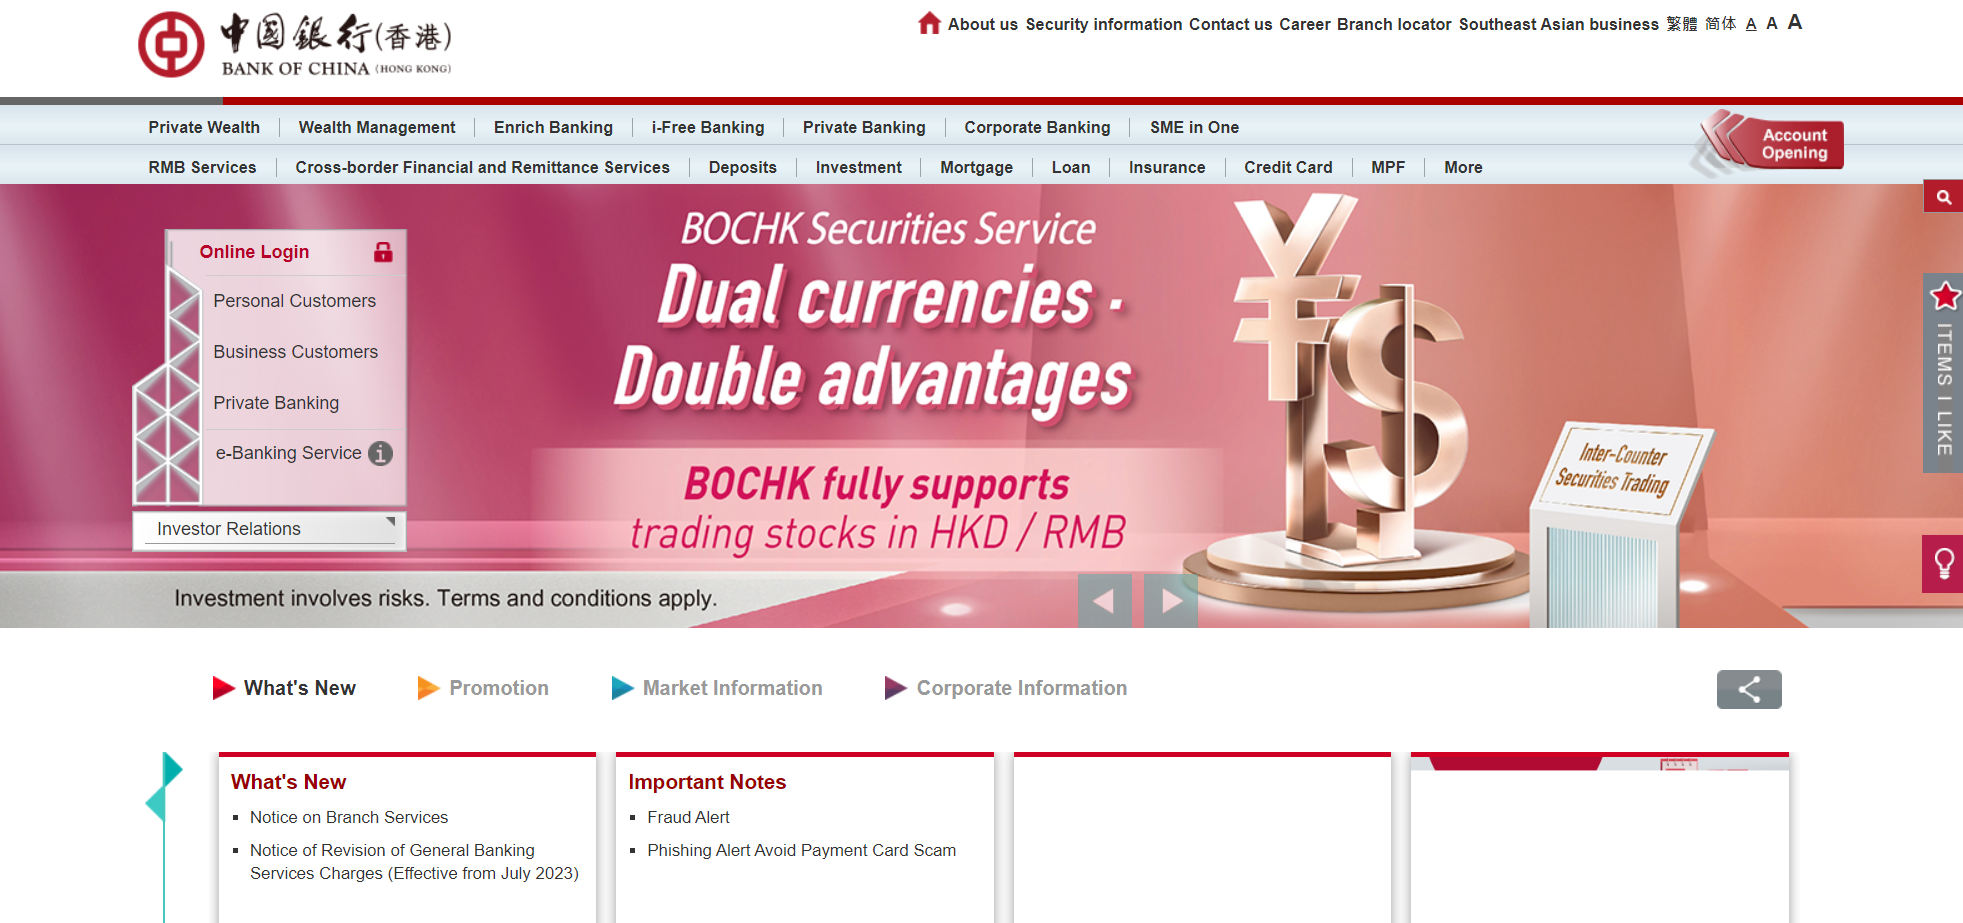 中國銀行(香港)
BANK OF CHINA (HONG KONG)
About us Security information Contact us Career Branch locator Southeast Asian business 繁體 简体 A A A
Private Wealth Wealth Management Enrich Banking i-Free Banking Private Banking Corporate Banking SME in One
Account
Opening
RMB Services Cross-border Financial and Remittance Services Deposits Investment Mortgage Loan Insurance Credit Card MPF More
BOCHK Securities Service
Dual currencies ·
Double advantages
BOCHK fully supports
trading stocks in HKD / RMB
Online Login
Personal Customers
Business Customers
Private Banking
e-Banking Service i
Investor Relations
¥
$
Inter-Counter
Securities Trading
ITEMS I LIKE
Investment involves risks. Terms and conditions apply.
What's New Promotion Market Information Corporate Information
What's New
Notice on Branch Services
Notice of Revision of General Banking
Services Charges (Effective from July 2023)
Important Notes
Fraud Alert
Phishing Alert Avoid Payment Card Scam